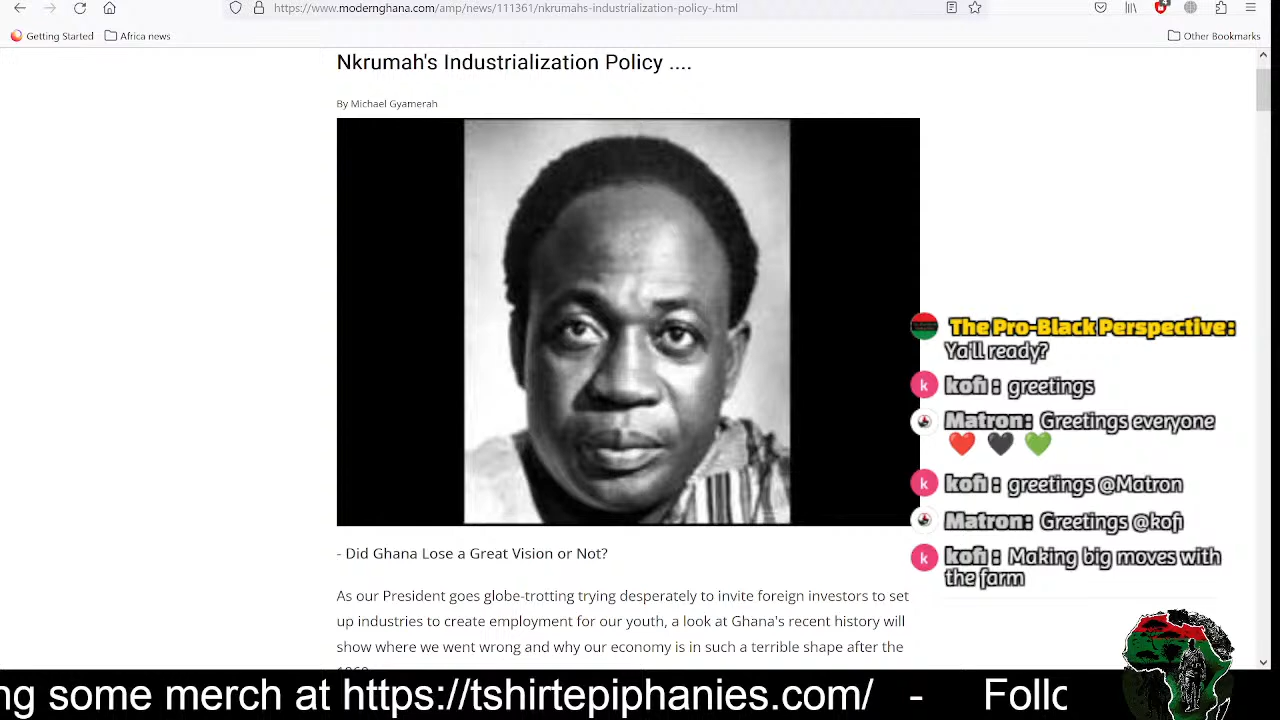 https://www.modernghana.com/amp/news/111361/nkrumahs-industrialization-policy-.html
4
Getting Started
Africa news
Other Bookmarks
Nkrumah's Industrialization Policy ....
By Michael Gyamerah
The Pro-Black Perspective:
Ya'll ready?
k
kofi : greetings
Matron: Greetings everyone
❤️ 🖤 💚
k
kofi : greetings @Matron
Matron: Greetings @kofi
k
kofi : Making big moves with
the farm
- Did Ghana Lose a Great Vision or Not?
As our President goes globe-trotting trying desperately to invite foreign investors to set
up industries to create employment for our youth, a look at Ghana's recent history will
show where we went wrong and why our economy is in such a terrible shape after the
ng some merch at https://tshirtepiphanies.com/ - Follo